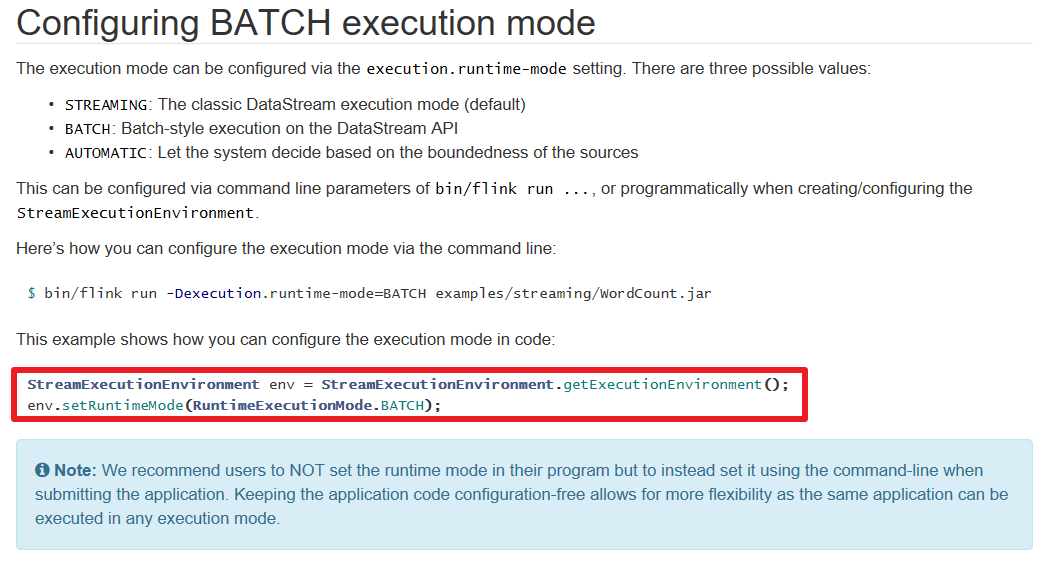 Configuring BATCH execution mode
The execution mode can be configured via the execution.runtime-mode setting. There are three possible values:
• STREAMING: The classic DataStream execution mode (default)
• BATCH: Batch-style execution on the DataStream API
• AUTOMATIC: Let the system decide based on the boundedness of the sources
This can be configured via command line parameters of bin/flink run ..., or programmatically when creating/configuring the
StreamExecutionEnvironment.
Here’s how you can configure the execution mode via the command line:
$ bin/flink run -Dexecution.runtime-mode=BATCH examples/streaming/WordCount.jar
This example shows how you can configure the execution mode in code:
StreamExecutionEnvironment env = StreamExecutionEnvironment.getExecutionEnvironment();
env.setRuntimeMode(RuntimeExecutionMode.BATCH);
Note: We recommend users to NOT set the runtime mode in their program but to instead set it using the command-line when
submitting the application. Keeping the application code configuration-free allows for more flexibility as the same application can be
executed in any execution mode.